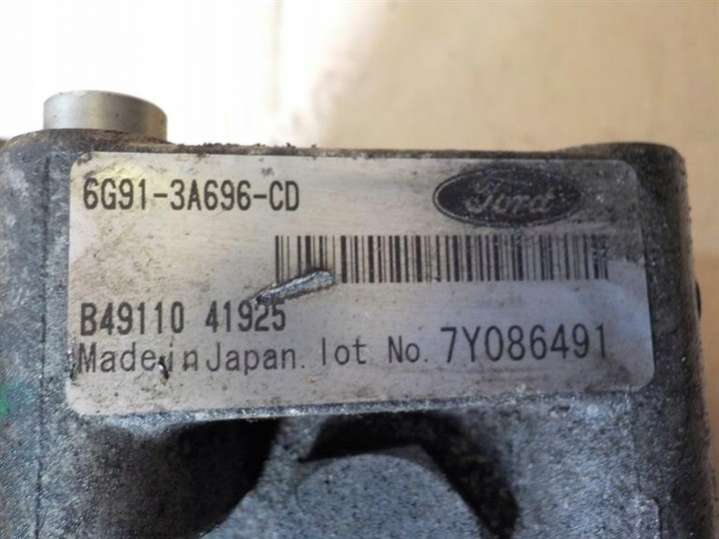 6G91-3A696-CD
Ford
B49110 41925
Made in Japan. lot No. 7Y086491